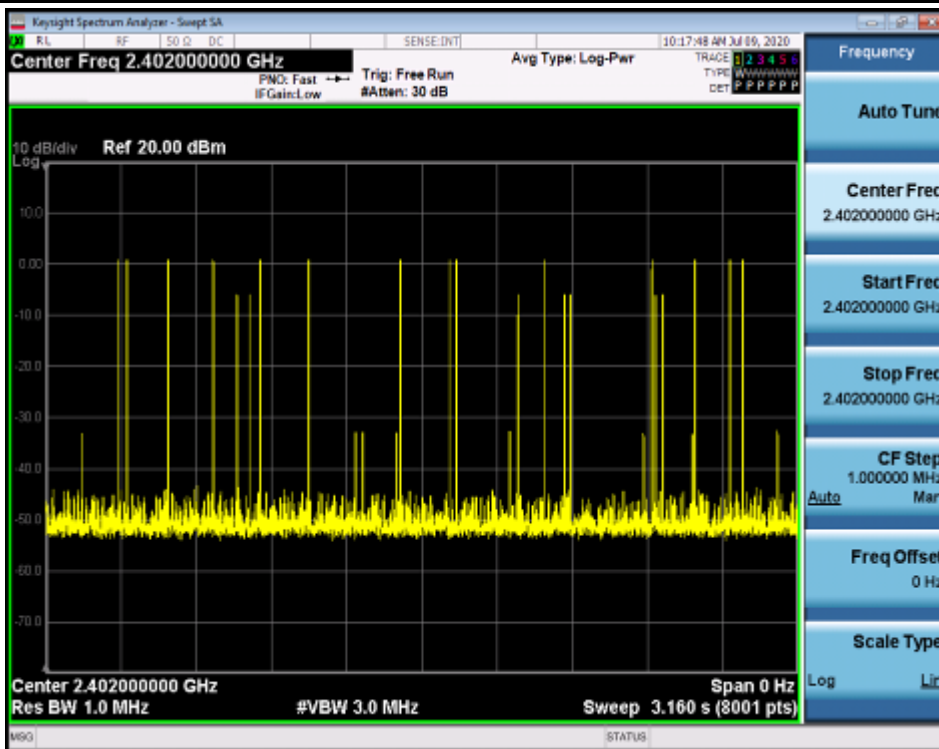 Keysight Spectrum Analyzer - Swept SA
RL RF 50 Ω DC SENSE:INT 10:17:48 AM Jul 09, 2020
Center Freq 2.402000000 GHz
PNO: Fast
IFGain:Low
Trig: Free Run
#Atten: 30 dB
Avg Type: Log-Pwr
TRACE 1 2 3 4 5 6
TYPE WWWWWW
DET P P P P P P
10 dB/div Ref 20.00 dBm
Log
10.0
0.00
-10.0
-20.0
-30.0
-40.0
-50.0
-60.0
-70.0
Center 2.402000000 GHz Span 0 Hz
Res BW 1.0 MHz #VBW 3.0 MHz Sweep 3.160 s (8001 pts)
MSG STATUS
Frequency
Auto Tune
Center Freq
2.402000000 GHz
Start Freq
2.402000000 GHz
Stop Freq
2.402000000 GHz
CF Step
1.000000 MHz
Auto Man
Freq Offset
0 Hz
Scale Type
Log Lin